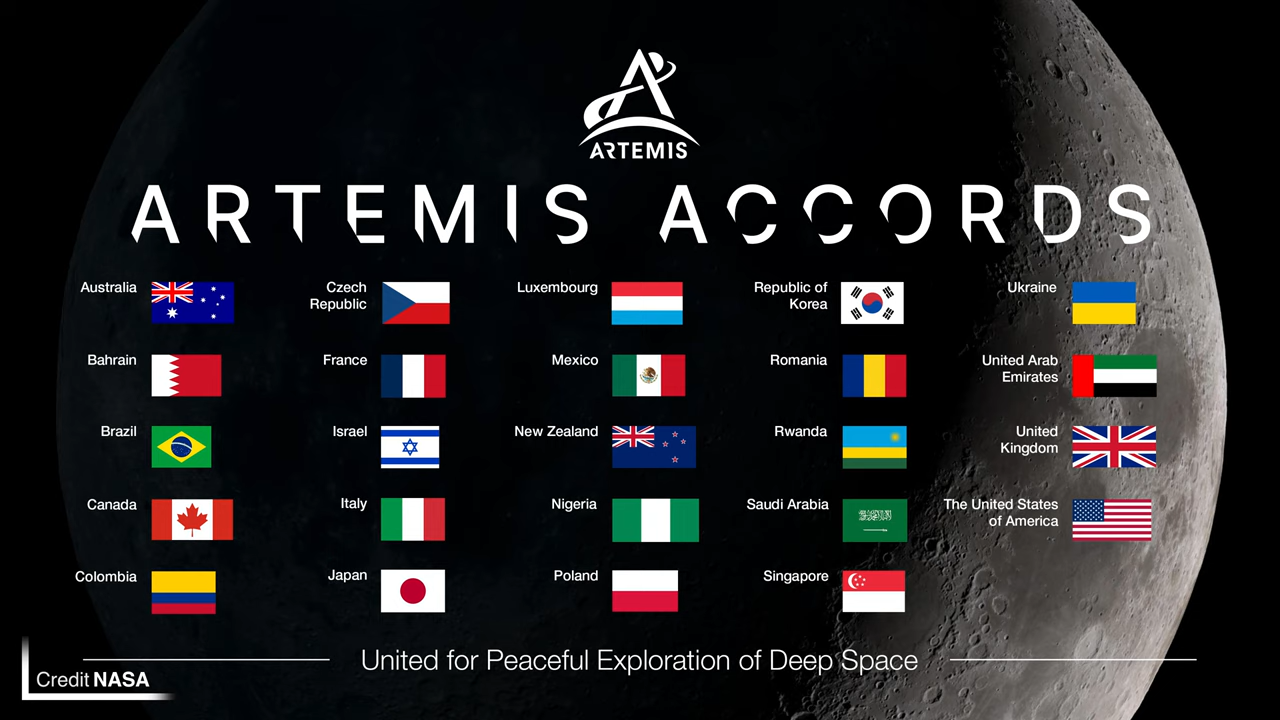 ARTEMIS
ARTEMIS ACCORDS
Australia
Bahrain
Brazil
Canada
Colombia
Czech
Republic
France
Israel
Italy
Japan
Luxembourg
Mexico
New Zealand
Nigeria
Poland
Republic of
Korea
Romania
Rwanda
Saudi Arabia
Singapore
Ukraine
United Arab
Emirates
United
Kingdom
The United States
of America
United for Peaceful Exploration of Deep Space
Credit NASA